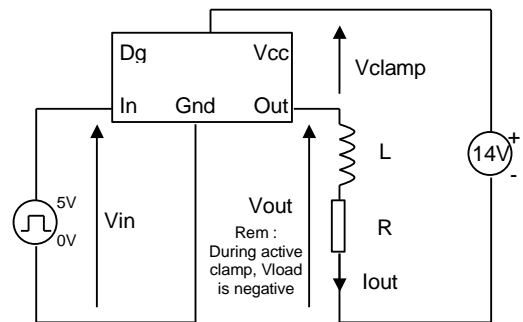 Dg
Vcc
In
Gnd
Out
Vclamp
14V
+
-
L
5V
0V
Vin
Vout
Rem :
During active
clamp, Vload
is negative
R
Iout